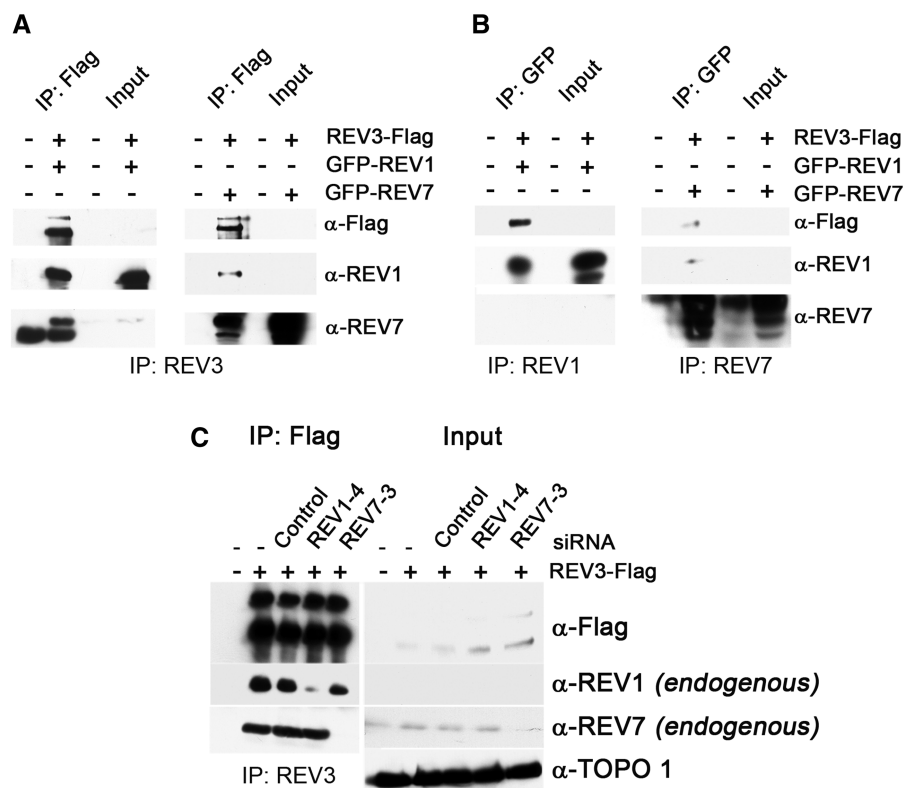 A
B
IP: Flag
Input
IP: Flag
Input
IP: GFP
Input
IP: GFP
Input
- + - + - + - + REV3-Flag - + - + - + - + REV3-Flag
- + - + - - - - GFP-REV1 - + - + - - - - GFP-REV1
- - - - - + - + GFP-REV7 - - - - - + - + GFP-REV7
α-Flag
α-Flag
α-REV1
α-REV1
α-REV7
α-REV7
IP: REV3
IP: REV1
IP: REV7
C
IP: Flag
Input
- - Control REV1-4 REV7-3 - - Control REV1-4 REV7-3 siRNA
- + + + + - + + + + REV3-Flag
α-Flag
α-REV1 (endogenous)
α-REV7 (endogenous)
α-TOPO 1
IP: REV3